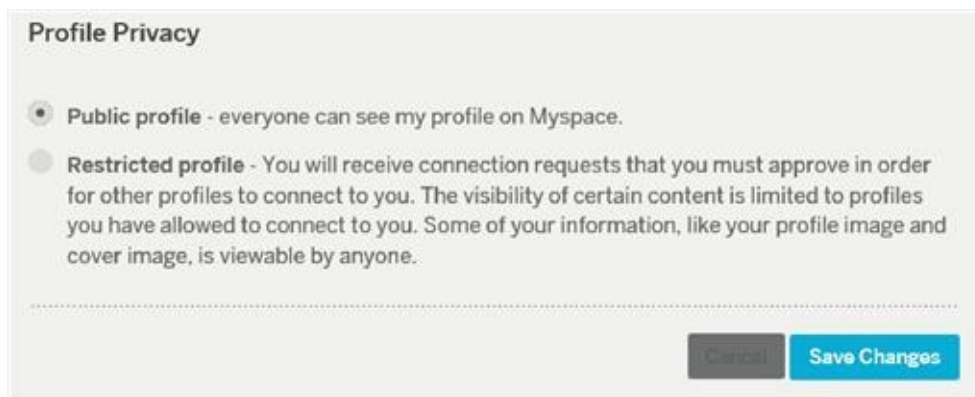 Profile Privacy
Public profile - everyone can see my profile on Myspace.
Restricted profile - You will receive connection requests that you must approve in order
for other profiles to connect to you. The visibility of certain content is limited to profiles
you have allowed to connect to you. Some of your information, like your profile image and
cover image, is viewable by anyone.
Cancel Save Changes